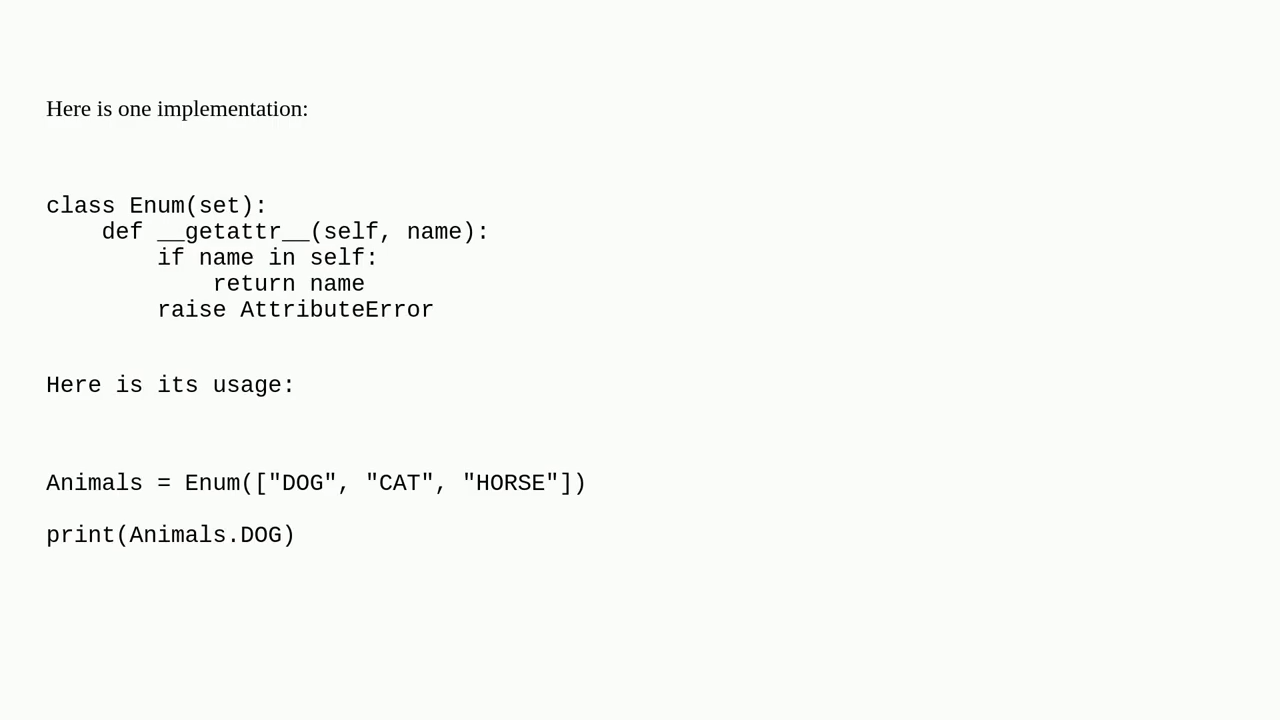 Here is one implementation:
class Enum(set):
    def __getattr__(self, name):
        if name in self:
            return name
        raise AttributeError
Here is its usage:
Animals = Enum(["DOG", "CAT", "HORSE"])
print(Animals.DOG)